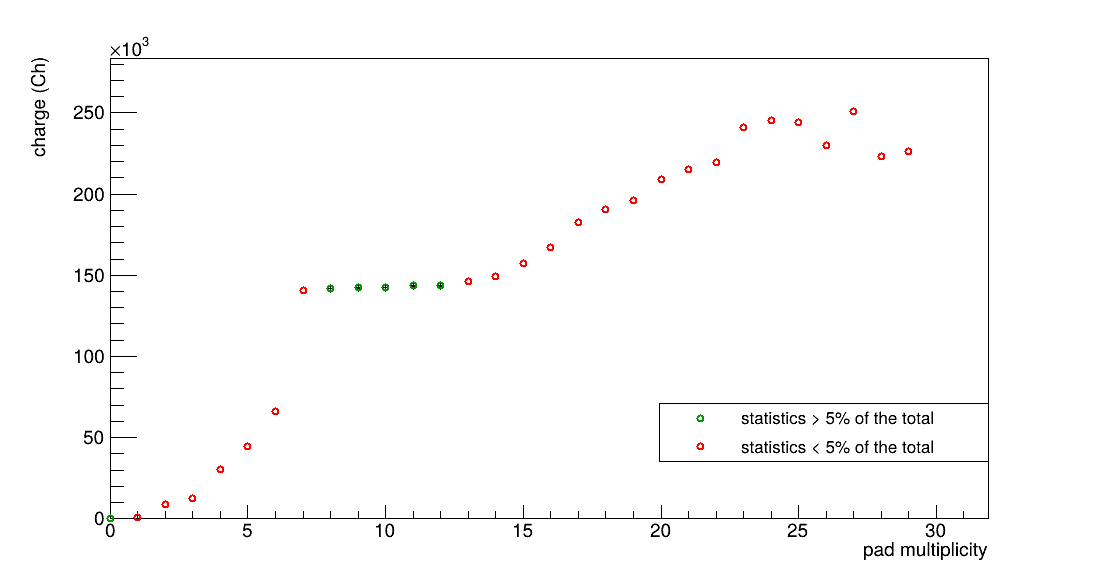 ×10³
charge (Ch)
250
200
150
100
50
0
0 5 10 15 20 25 30
pad multiplicity
statistics > 5% of the total
statistics < 5% of the total